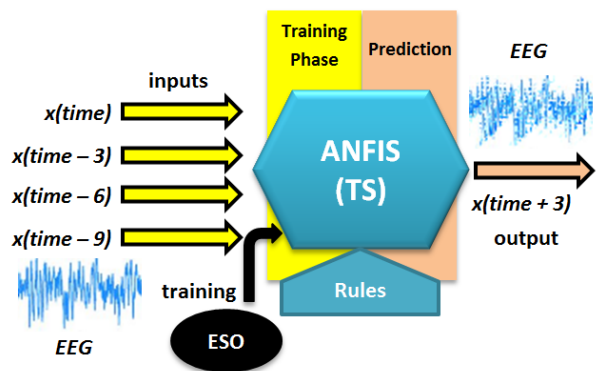 Training
Phase
Prediction
EEG
inputs
x(time)
x(time – 3)
x(time – 6)
x(time – 9)
ANFIS
(TS)
x(time + 3)
output
training
Rules
ESO
EEG